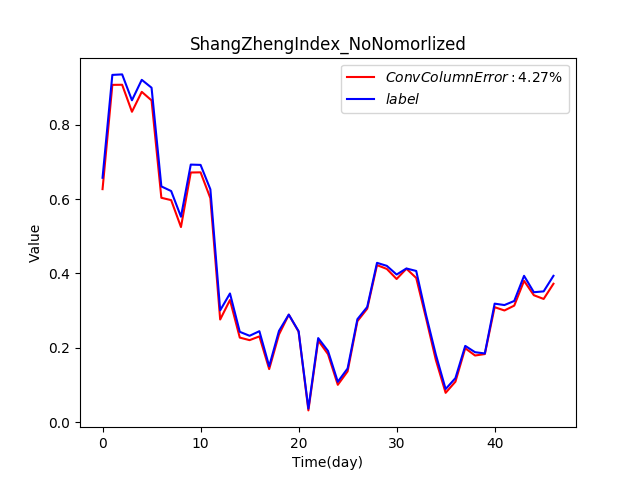 ShangZhengIndex_NoNomorlized
ConvColumnError: 4.27%
label
Value
0.8
0.6
0.4
0.2
0.0
0 10 20 30 40
Time(day)